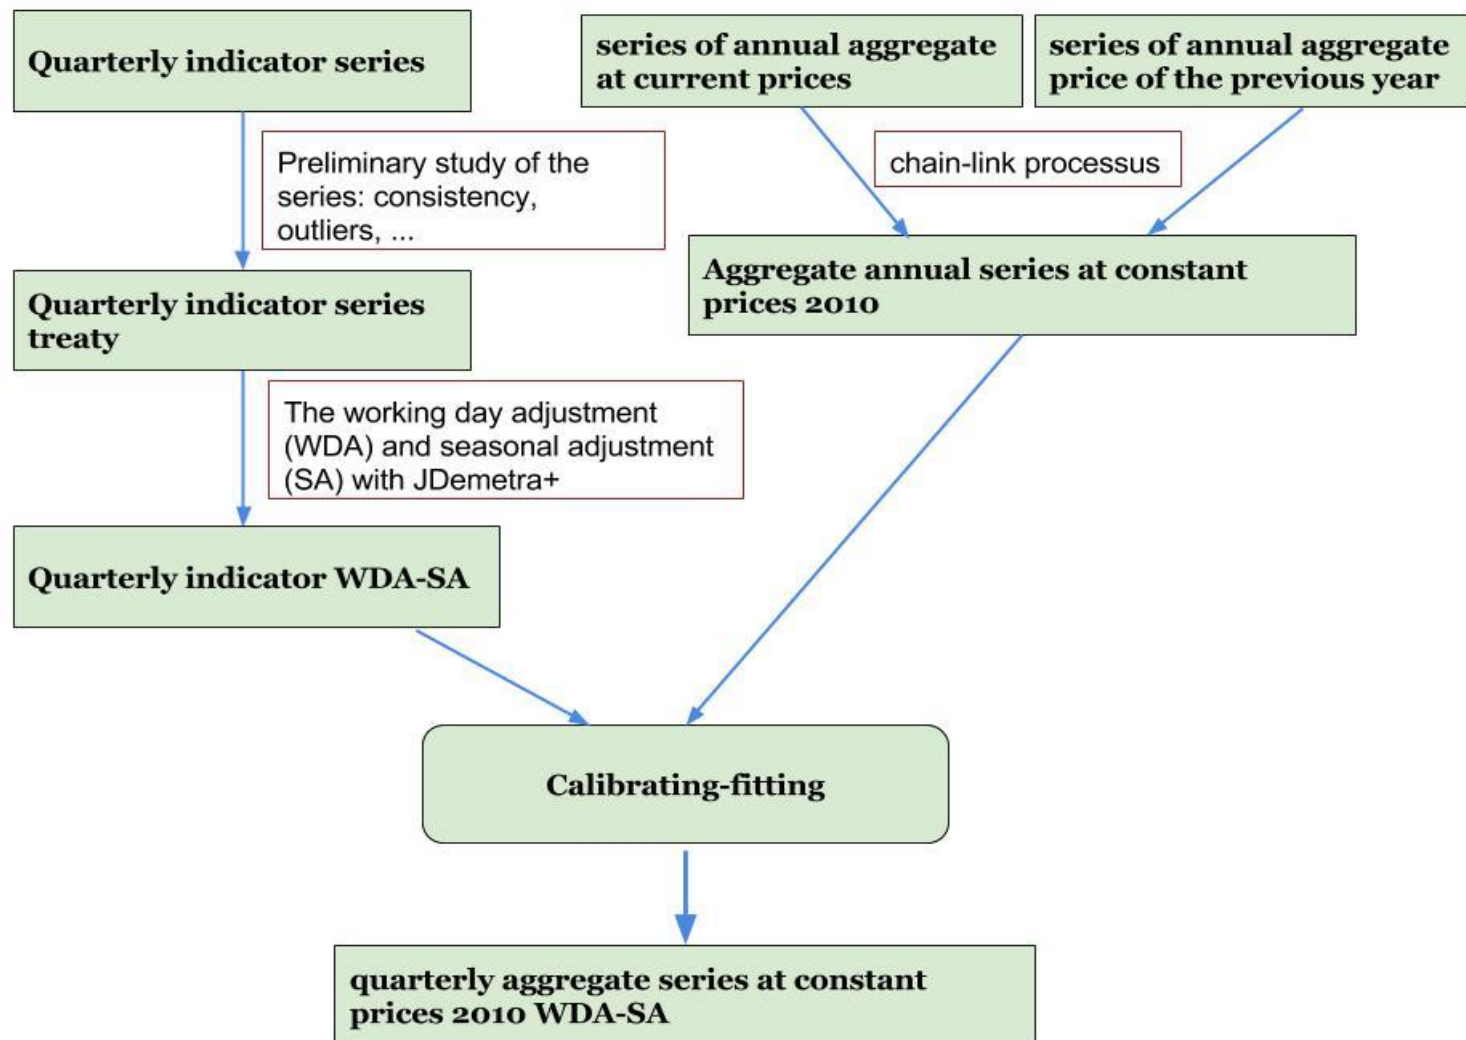 Quarterly indicator series
series of annual aggregate
at current prices
series of annual aggregate
price of the previous year
Preliminary study of the
series: consistency,
outliers, ...
chain-link processus
Quarterly indicator series
treaty
Aggregate annual series at constant
prices 2010
The working day adjustment
(WDA) and seasonal adjustment
(SA) with JDemetra+
Quarterly indicator WDA-SA
Calibrating-fitting
quarterly aggregate series at constant
prices 2010 WDA-SA